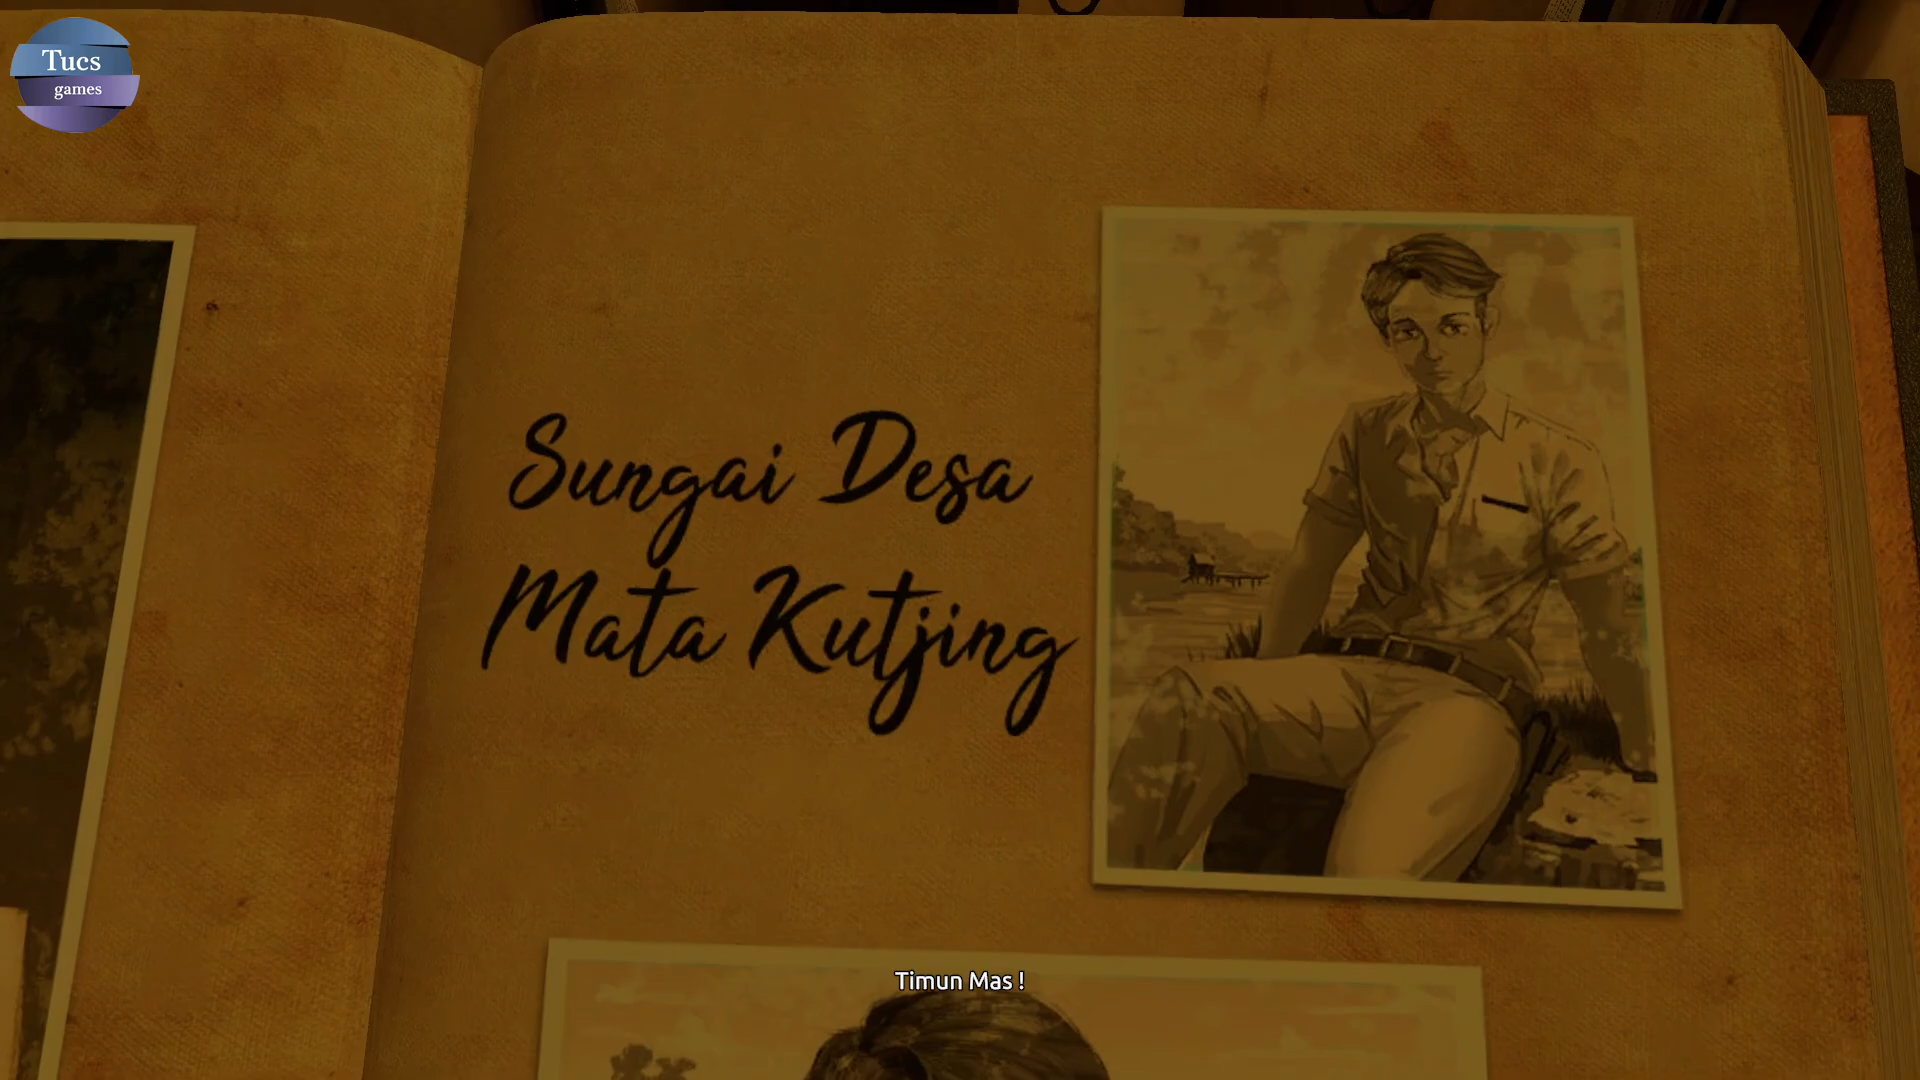 Tucs
games
Sungai Desa
Mata Kutjing
Timun Mas !